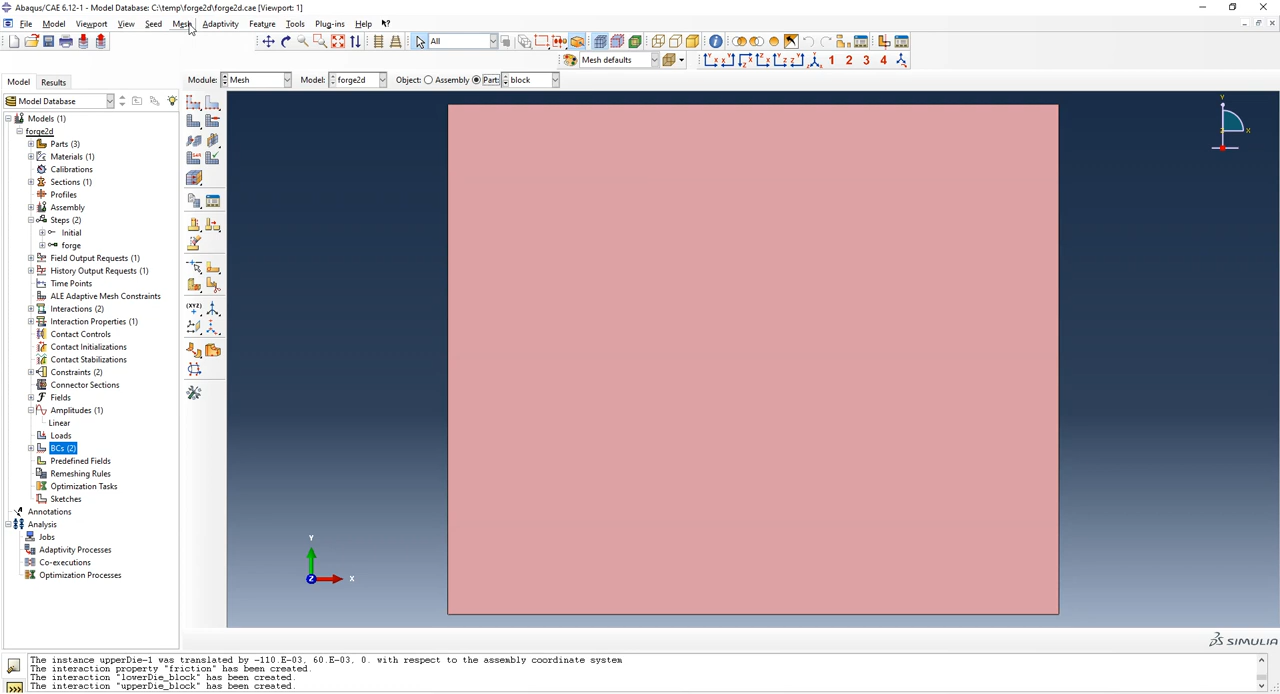 Abaqus/CAE 6.12-1 - Model Database: C:\temp\forge2d\forge2d.cae [Viewport: 1]
File Model Viewport View Seed Mesh Adaptivity Feature Tools Plug-ins Help
All
Mesh defaults
1 2 3 4
Model Results
Module: Mesh Model: forge2d Object: Assembly Part: block
Model Database
Models (1)
forge2d
Parts (3)
Materials (1)
Calibrations
Sections (1)
Profiles
Assembly
Steps (2)
Initial
forge
Field Output Requests (1)
History Output Requests (1)
Time Points
ALE Adaptive Mesh Constraints
Interactions (2)
Interaction Properties (1)
Contact Controls
Contact Initializations
Contact Stabilizations
Constraints (2)
Connector Sections
Fields
Amplitudes (1)
Linear
Loads
BCs (2)
Predefined Fields
Remeshing Rules
Optimization Tasks
Sketches
Annotations
Analysis
Jobs
Adaptivity Processes
Co-executions
Optimization Processes
(XYZ)
Y
Z X
Y
Z X
SIMULIA
The instance upperDie-1 was translated by -110.E-03, 60.E-03, 0. with respect to the assembly coordinate system
The interaction property "friction" has been created.
The interaction "lowerDie_block" has been created.
The interaction "upperDie_block" has been created.